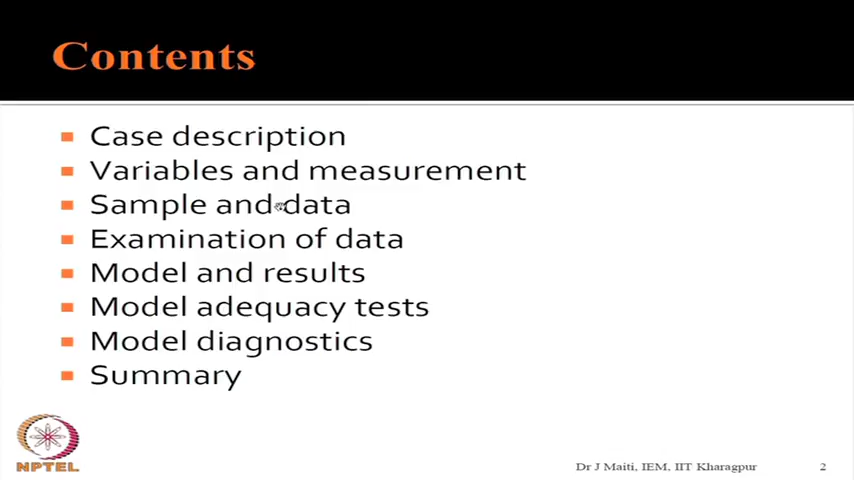 Contents
Case description
Variables and measurement
Sample and data
Examination of data
Model and results
Model adequacy tests
Model diagnostics
Summary
NPTEL
Dr J Maiti, IEM, IIT Kharagpur
2